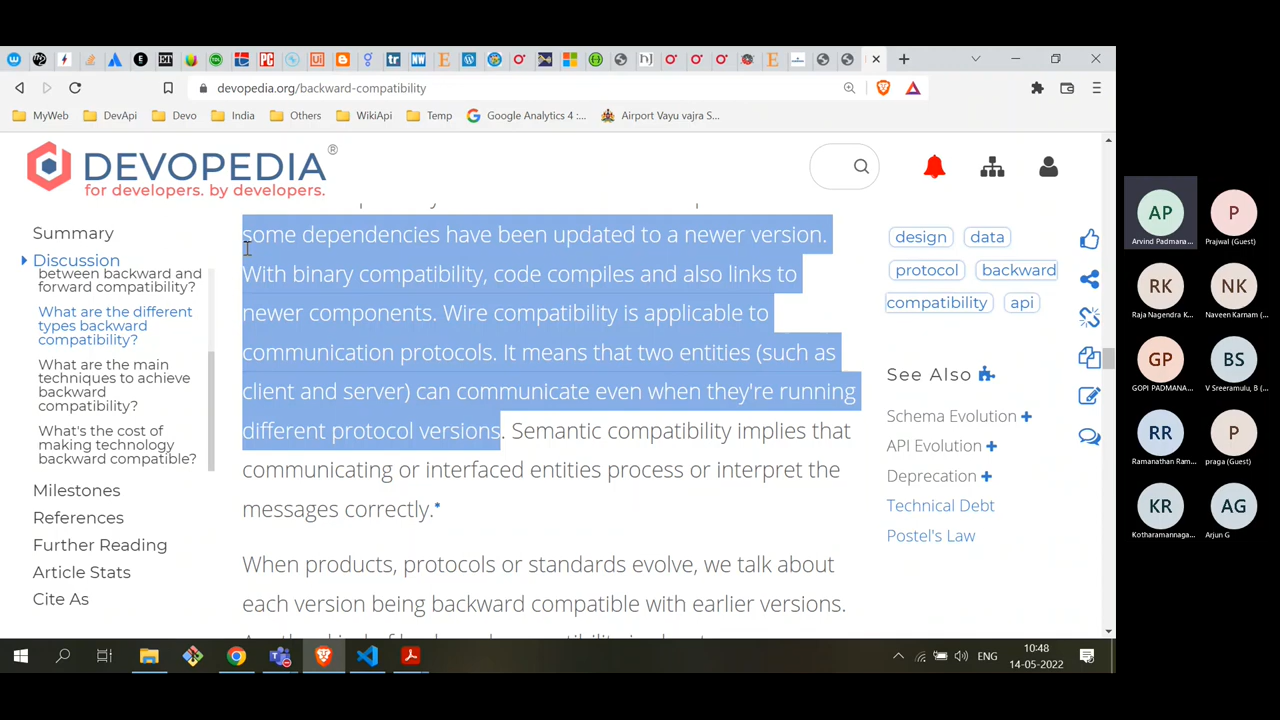 devopedia.org/backward-compatibility
MyWeb
DevApi
Devo
India
Others
WikiApi
Temp
Google Analytics 4 :...
Airport Vayu vajra S...
DEVOPEDIA®
for developers. by developers.
Summary
Discussion
between backward and
forward compatibility?
What are the different
types backward
compatibility?
What are the main
techniques to achieve
backward
compatibility?
What's the cost of
making technology
backward compatible?
Milestones
References
Further Reading
Article Stats
Cite As
some dependencies have been updated to a newer version.
With binary compatibility, code compiles and also links to
newer components. Wire compatibility is applicable to
communication protocols. It means that two entities (such as
client and server) can communicate even when they're running
different protocol versions. Semantic compatibility implies that
communicating or interfaced entities process or interpret the
messages correctly.*
When products, protocols or standards evolve, we talk about
each version being backward compatible with earlier versions.
design
data
protocol
backward
compatibility
api
See Also
Schema Evolution +
API Evolution +
Deprecation +
Technical Debt
Postel's Law
AP
Arvind Padmana...
P
Prajwal (Guest)
RK
Raja Nagendra K...
NK
Naveen Karnam (...
GP
GOPI PADMANA...
BS
V Sreeramulu, B (...
RR
Ramanathan Ram...
P
praga (Guest)
KR
Kotharamannaga...
AG
Arjun G
ENG
10:48
14-05-2022